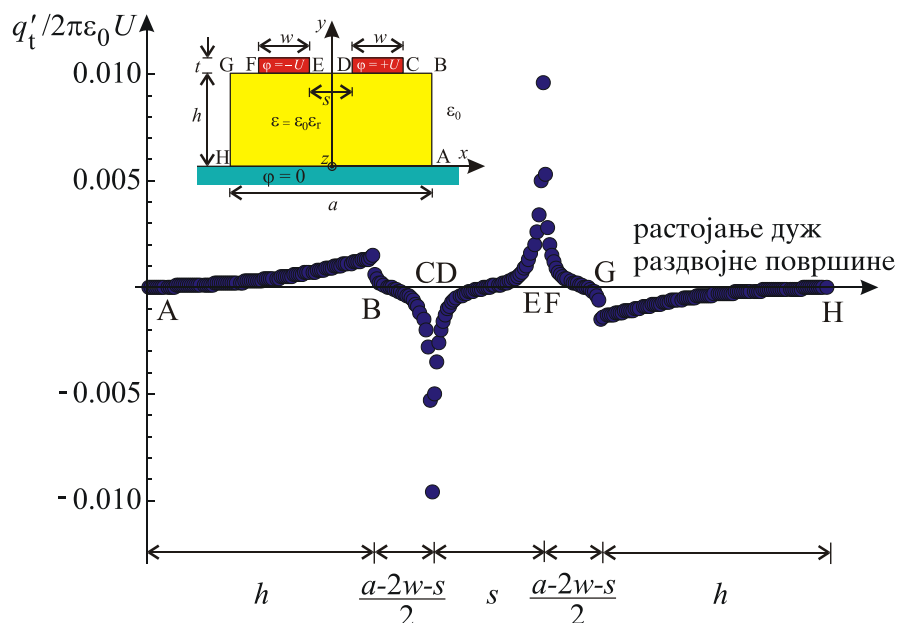 q′t/2πε0U
0.010
0.005
0
-0.005
-0.010
y
w w
t G F φ=−U E D φ=+U C B
s
h ε = ε0εr ε0
H z A x
φ = 0
a
растојање дуж
раздвојне површине
A B CD E F G H
h a-2w-s/2 s a-2w-s/2 h